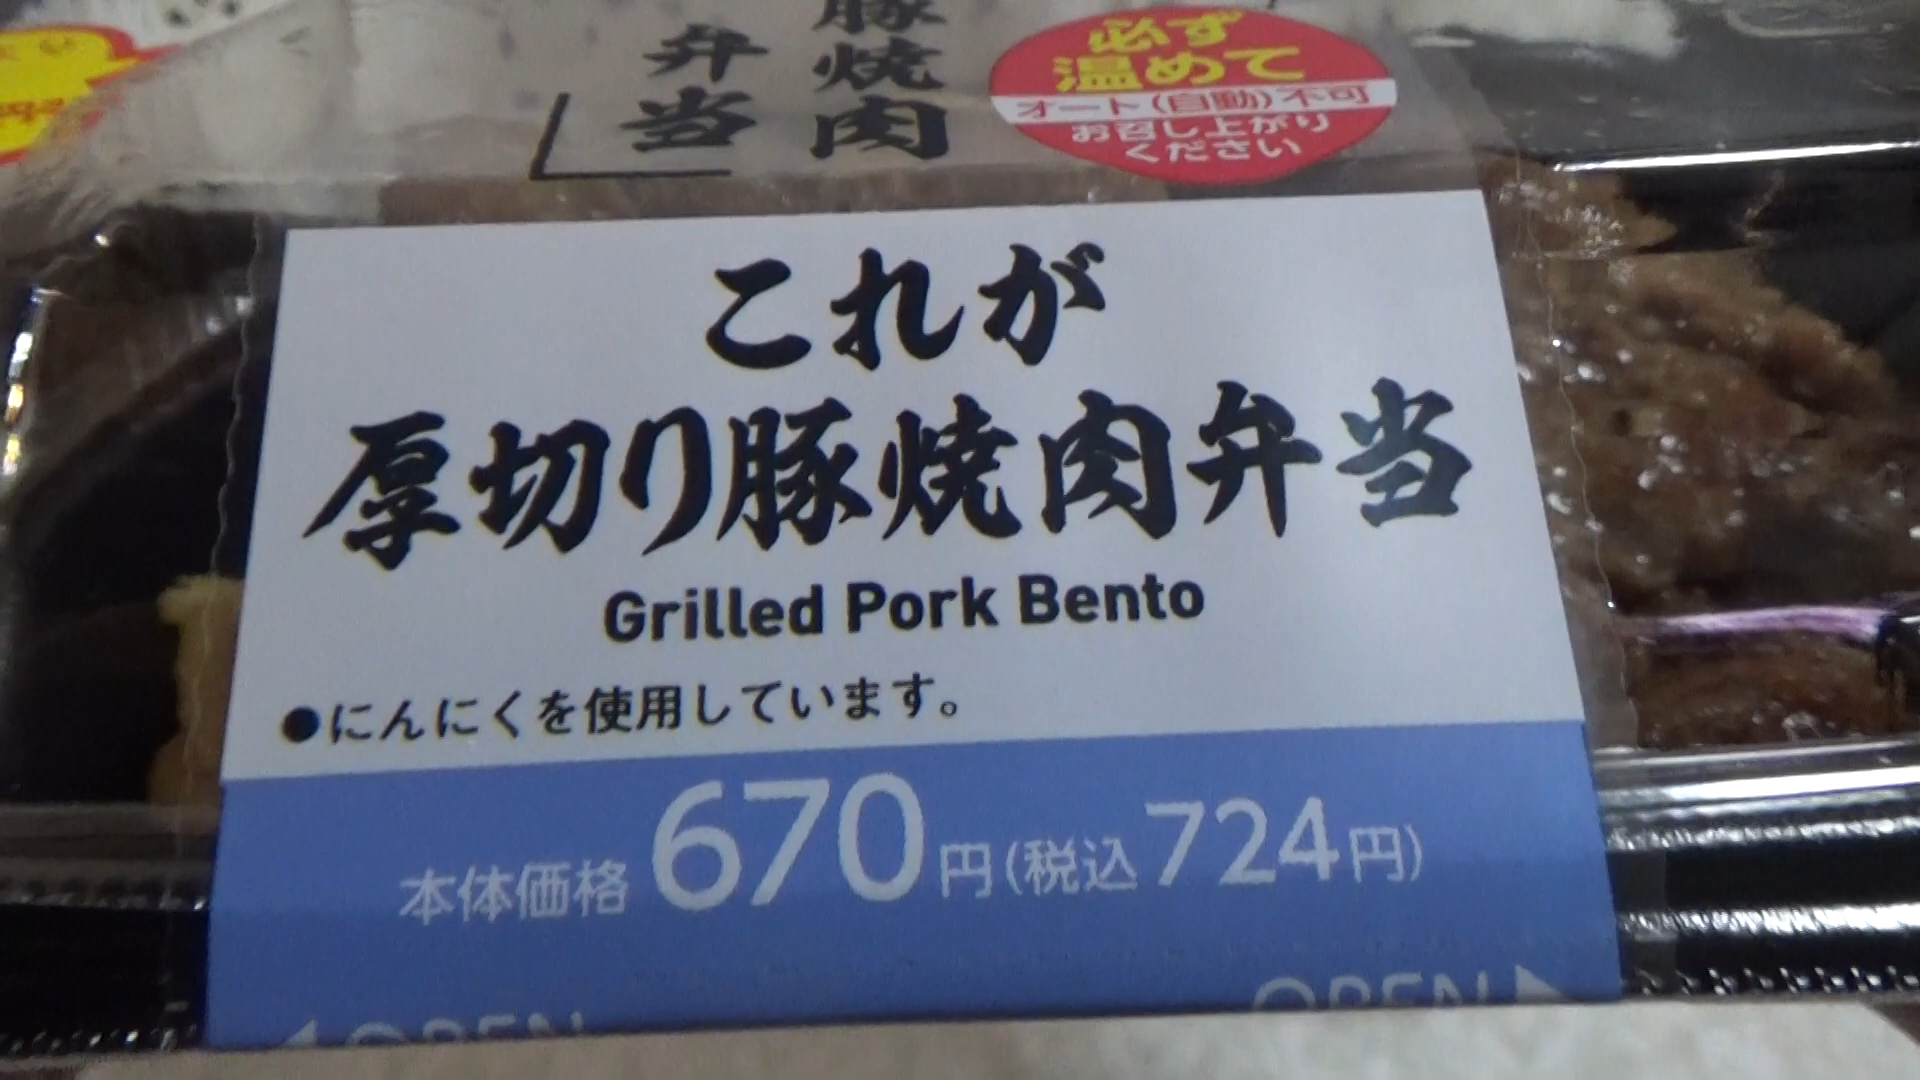 豚焼肉
弁当
必ず
温めて
オート(自動)不可
お召し上がり
ください
これが
厚切り豚焼肉弁当
Grilled Pork Bento
●にんにくを使用しています。
本体価格670円(税込724円)
◀OPEN
OPEN▶